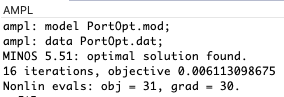 AMPL
ampl: model PortOpt.mod;
ampl: data PortOpt.dat;
MINOS 5.51: optimal solution found.
16 iterations, objective 0.006113098675
Nonlin evals: obj = 31, grad = 30.